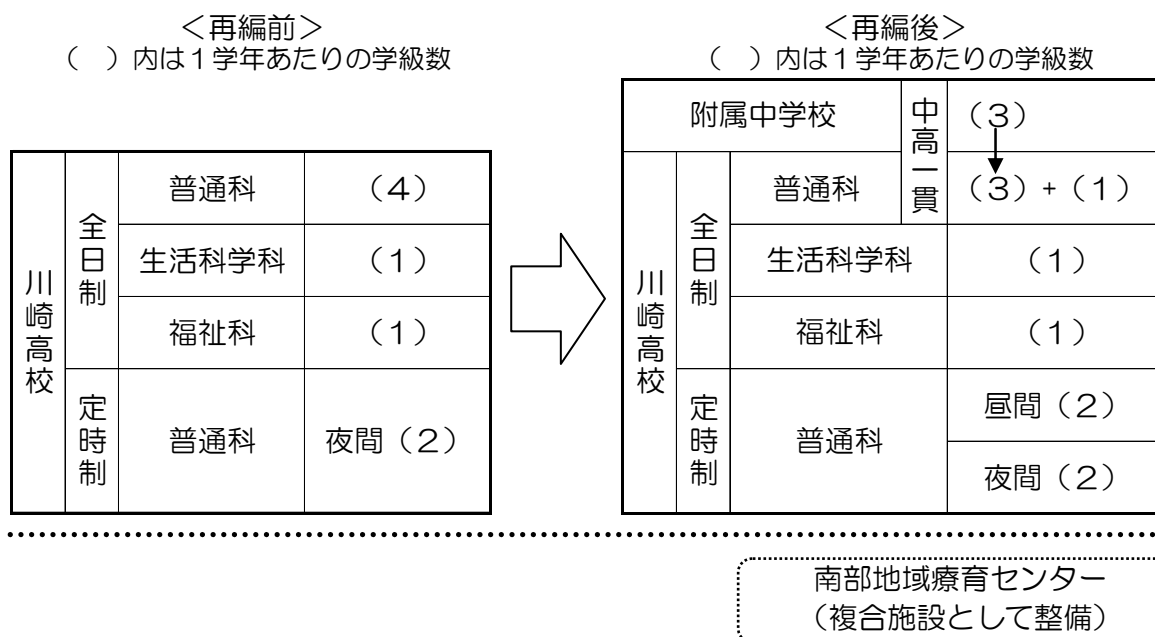 ＜再編前＞
（　）内は１学年あたりの学級数
川崎高校
全日制
普通科
（４）
生活科学科
（１）
福祉科
（１）
定時制
普通科
夜間（２）
＜再編後＞
（　）内は１学年あたりの学級数
附属中学校
中高一貫
（３）
川崎高校
全日制
普通科
（３）+（１）
生活科学科
（１）
福祉科
（１）
定時制
普通科
昼間（２）
夜間（２）
南部地域療育センター
（複合施設として整備）